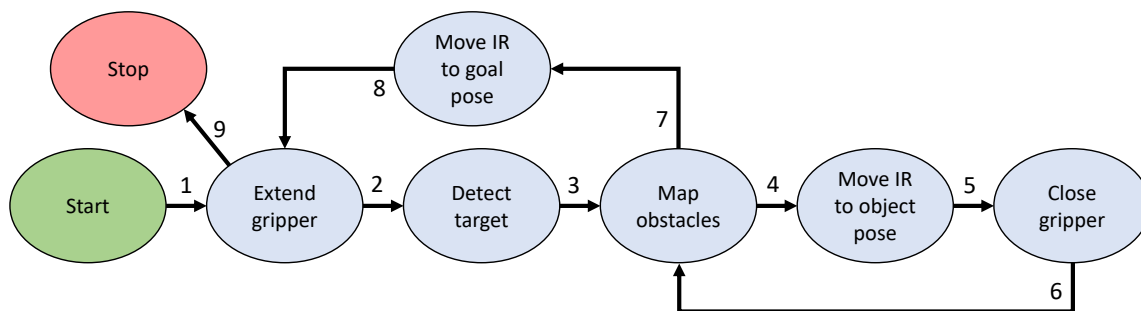 Stop
Move IR
to goal
pose
8
7
9
Start
1
Extend
gripper
2
Detect
target
3
Map
obstacles
4
Move IR
to object
pose
5
Close
gripper
6